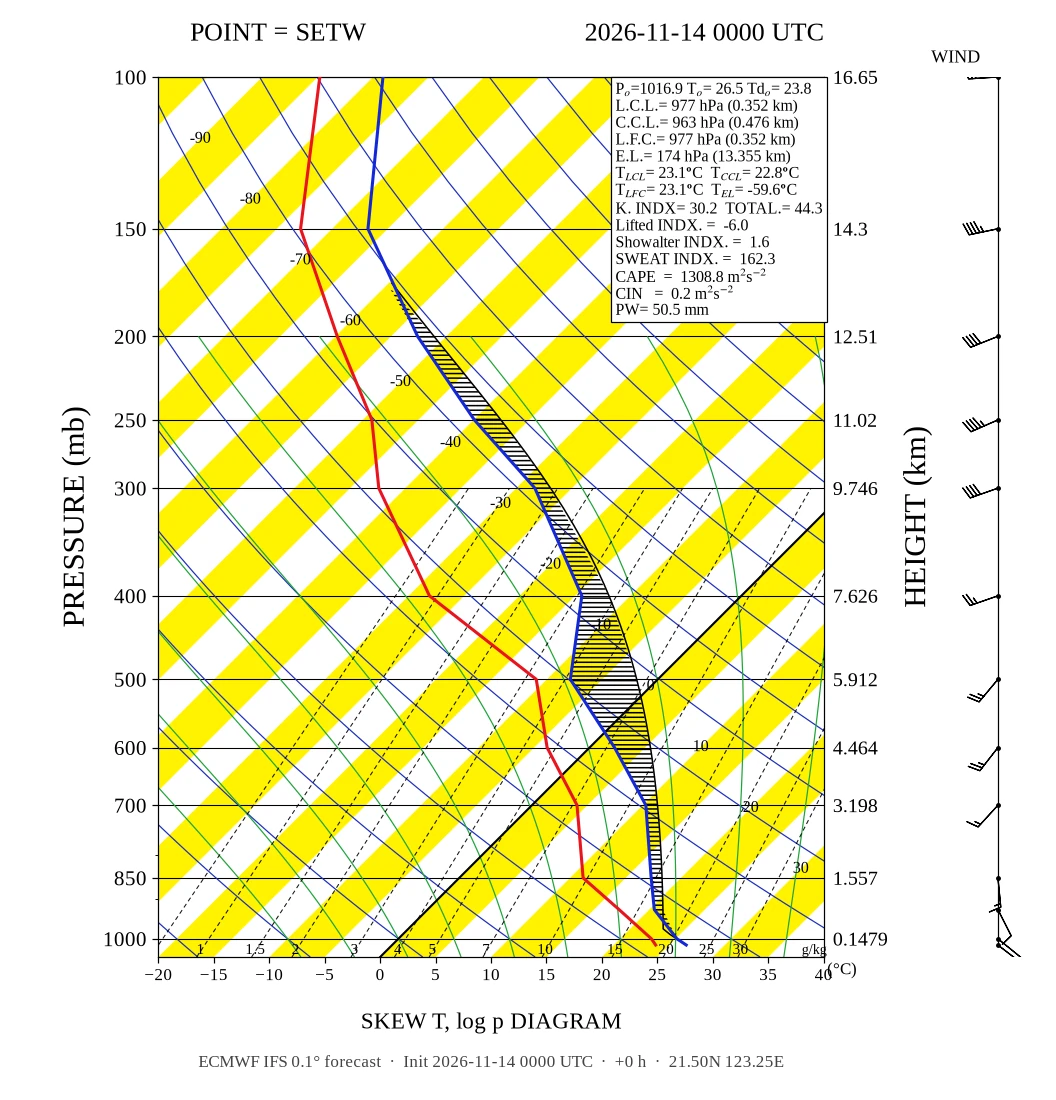 POINT = SETW
2026-11-14 0000 UTC
WIND
100
16.65
Pₒ=1016.9 Tₒ= 26.5 Tdₒ= 23.8
L.C.L.= 977 hPa (0.352 km)
C.C.L.= 963 hPa (0.476 km)
L.F.C.= 977 hPa (0.352 km)
E.L.= 174 hPa (13.355 km)
T_LCL= 23.1°C T_CCL= 22.8°C
T_LFC= 23.1°C T_EL= -59.6°C
K. INDX= 30.2 TOTAL.= 44.3
Lifted INDX. = -6.0
Showalter INDX. = 1.6
SWEAT INDX. = 162.3
CAPE = 1308.8 m²s⁻²
CIN = 0.2 m²s⁻²
PW= 50.5 mm
-90
-80
150
14.3
-70
-60
200
12.51
-50
250
11.02
-40
300
9.746
-30
-20
400
7.626
-10
500
5.912
0
600
4.464
10
700
3.198
20
850
1.557
30
1000
0.1479
1 1.5 2 3 4 5 7 10 15 20 25 30 g/kg
−20 −15 −10 −5 0 5 10 15 20 25 30 35 40
(°C)
PRESSURE (mb)
HEIGHT (km)
SKEW T, log p DIAGRAM
ECMWF IFS 0.1° forecast · Init 2026-11-14 0000 UTC · +0 h · 21.50N 123.25E